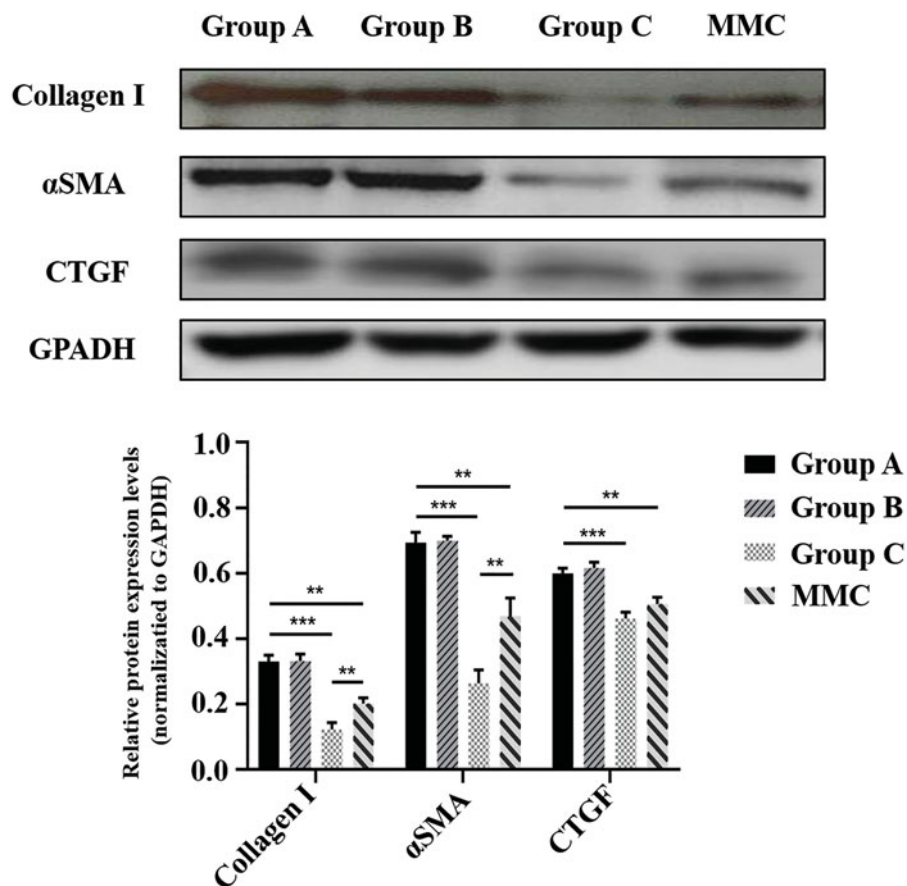 Group A Group B Group C MMC
Collagen I
αSMA
CTGF
GPADH
Relative protein expression levels
(normalizatied to GAPDH)
1.0
0.8
0.6
0.4
0.2
0.0
** *** **
** *** **
** ***
Collagen I αSMA CTGF
Group A
Group B
Group C
MMC